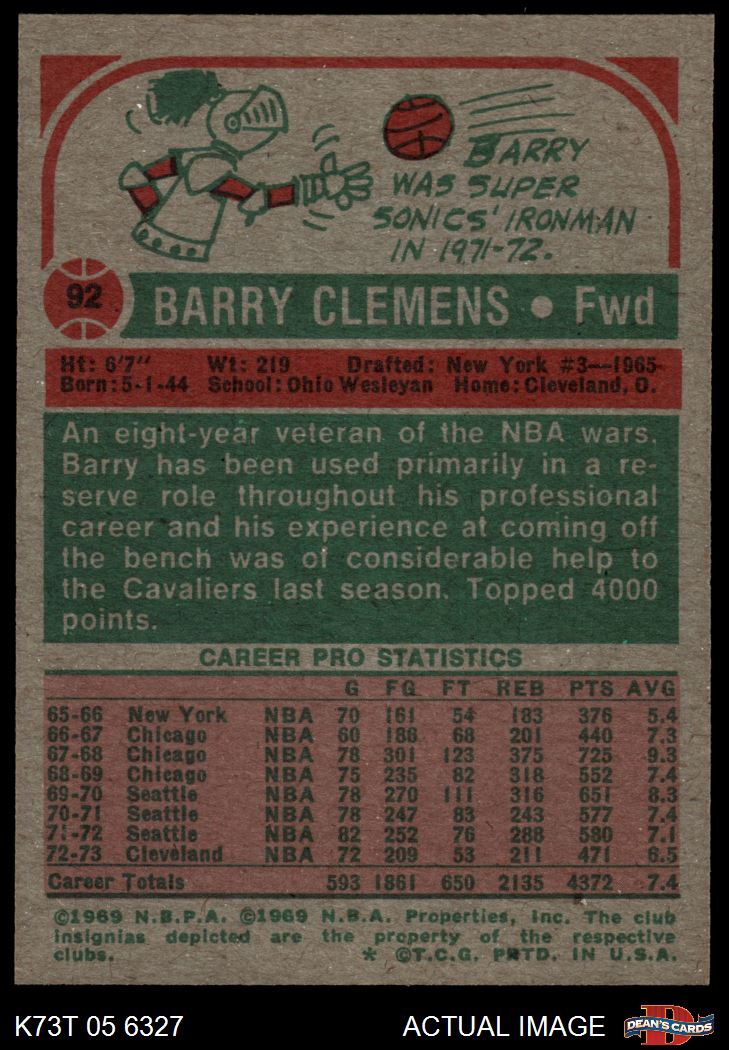 BARRY
WAS SUPER
SONICS' IRONMAN
IN 1971-72.
92
BARRY CLEMENS • Fwd
Ht: 6'7" Wt: 219 Drafted: New York #3—1965
Born: 5-1-44 School: Ohio Wesleyan Home: Cleveland, O.
An eight-year veteran of the NBA wars.
Barry has been used primarily in a re-
serve role throughout his professional
career and his experience at coming off
the bench was of considerable help to
the Cavaliers last season. Topped 4000
points.
CAREER PRO STATISTICS
G FG FT REB PTS AVG
65-66 New York NBA 70 161 54 183 376 5.4
66-67 Chicago NBA 60 186 68 201 440 7.3
67-68 Chicago NBA 78 301 123 375 725 9.3
68-69 Chicago NBA 75 235 82 318 552 7.4
69-70 Seattle NBA 78 270 111 316 651 8.3
70-71 Seattle NBA 78 247 83 243 577 7.4
71-72 Seattle NBA 82 252 76 288 580 7.1
72-73 Cleveland NBA 72 209 53 211 471 6.5
Career Totals 593 1861 650 2135 4372 7.4
©1969 N.B.P.A. ©1969 N.B.A. Properties, Inc. The club
insignias depicted are the property of the respective
clubs. * ©T.C.G. PRTD. IN U.S.A.
K73T 05 6327 ACTUAL IMAGE DEAN'S CARDS